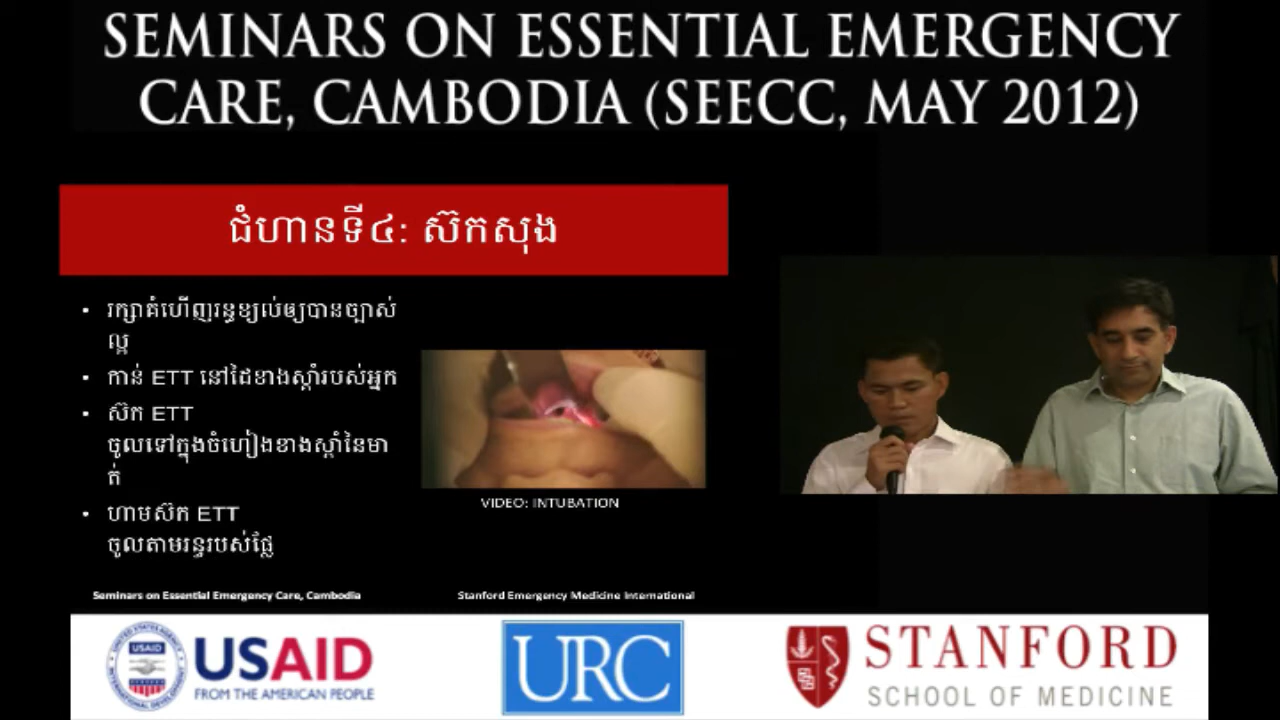 SEMINARS ON ESSENTIAL EMERGENCY
CARE, CAMBODIA (SEECC, MAY 2012)
ជំហានទី៤: ស៊កសុង
• រក្សាគំហើញរន្ធខ្យល់ឲ្យបានច្បាស់
ល្អ
• កាន់ ETT នៅដៃខាងស្តាំរបស់អ្នក
• ស៊ក ETT
ចូលទៅក្នុងចំហៀងខាងស្តាំនៃមា
ត់
• ហាមស៊ក ETT
ចូលតាមរន្ធរបស់ផ្លែ
VIDEO: INTUBATION
Seminars on Essential Emergency Care, Cambodia
Stanford Emergency Medicine International
USAID
USAID
FROM THE AMERICAN PEOPLE
URC
STANFORD
SCHOOL OF MEDICINE